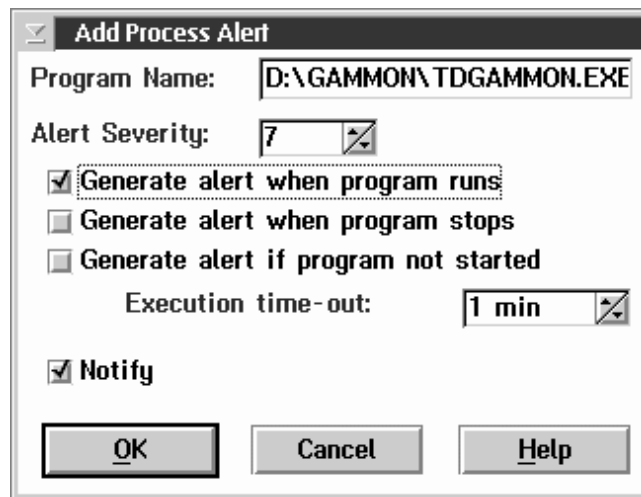 Add Process Alert
Program Name: D:\GAMMON\TDGAMMON.EXE
Alert Severity: 7
Generate alert when program runs
Generate alert when program stops
Generate alert if program not started
Execution time-out: 1 min
Notify
OK Cancel Help